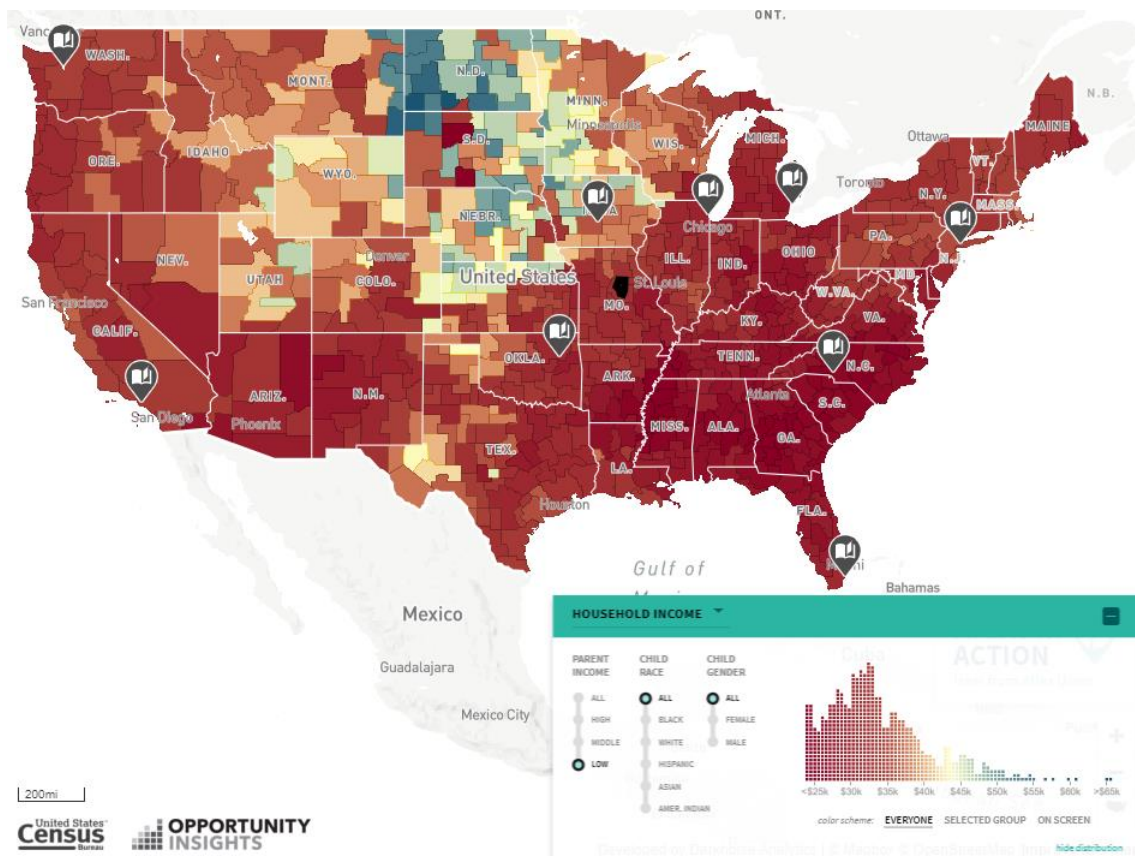 ONT.
WASH.
MONT.
N.D.
MINN.
Minneapolis
N.B.
Ottawa
MAINE
ORE.
IDAHO
S.D.
WIS.
MICH.
VT.
Toronto
N.Y.
MASS.
WYO.
NEBR.
Chicago
PA.
N.J.
NEV.
UTAH
Denver
COLO.
United States
ILL.
IND.
OHIO
MD.
W.VA.
VA.
San Francisco
CALIF.
St. Louis
MO.
KY.
San Diego
ARIZ.
Phoenix
N.M.
OKLA.
ARK.
TENN.
N.C.
Atlanta
S.C.
MISS.
ALA.
GA.
TEX.
LA.
Houston
FLA.
Gulf of
Bahamas
Mexico
Guadalajara
Mexico City
HOUSEHOLD INCOME
PARENT INCOME
ALL
HIGH
MIDDLE
LOW
CHILD RACE
ALL
BLACK
WHITE
HISPANIC
ASIAN
AMER. INDIAN
CHILD GENDER
ALL
FEMALE
MALE
Cuba
ACTION
<$25k $30k $35k $40k $45k $50k $55k $60k >$65k
color scheme: EVERYONE SELECTED GROUP ON SCREEN
hide distribution
200mi
United States
Census
Bureau
OPPORTUNITY
INSIGHTS